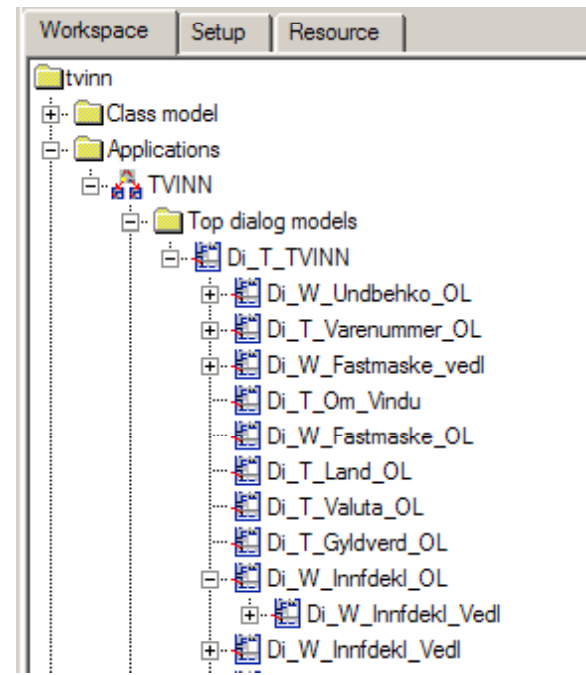 Workspace Setup Resource
tvinn
Class model
Applications
TVINN
Top dialog models
Di_T_TVINN
Di_W_Undbehko_OL
Di_T_Varenummer_OL
Di_W_Fastmaske_vedl
Di_T_Om_Vindu
Di_W_Fastmaske_OL
Di_T_Land_OL
Di_T_Valuta_OL
Di_T_Gyldverd_OL
Di_W_Innfdekl_OL
Di_W_Innfdekl_Vedl
Di_W_Innfdekl_Vedl